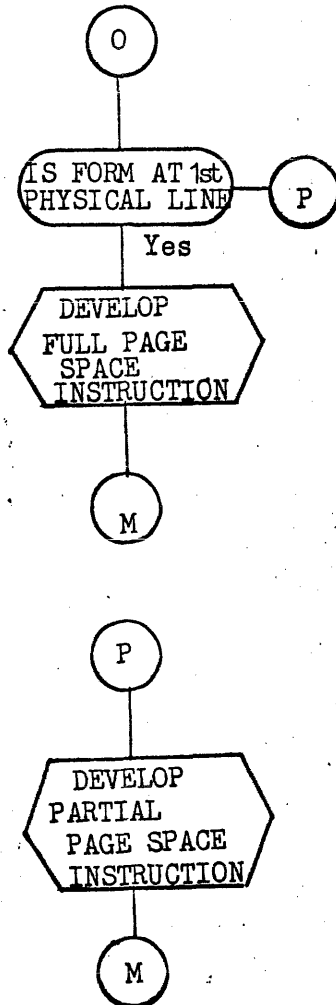 O
IS FORM AT 1st
PHYSICAL LINE
P
Yes
DEVELOP
FULL PAGE
SPACE
INSTRUCTION
M
P
DEVELOP
PARTIAL
PAGE SPACE
INSTRUCTION
M